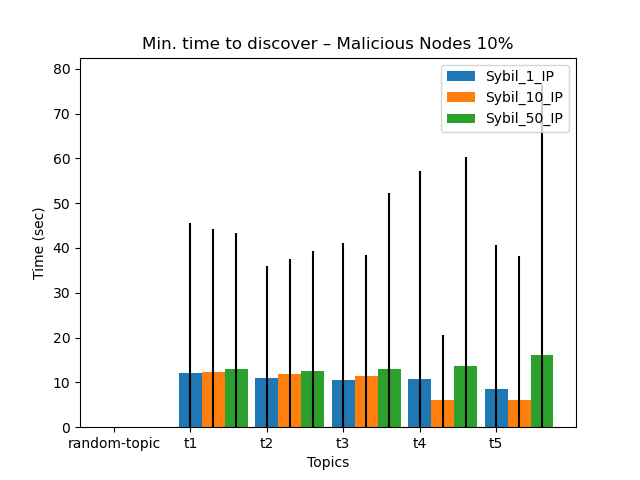 Min. time to discover – Malicious Nodes 10%
Sybil_1_IP
Sybil_10_IP
Sybil_50_IP
80
70
60
50
40
30
20
10
0
Time (sec)
random-topic t1 t2 t3 t4 t5
Topics